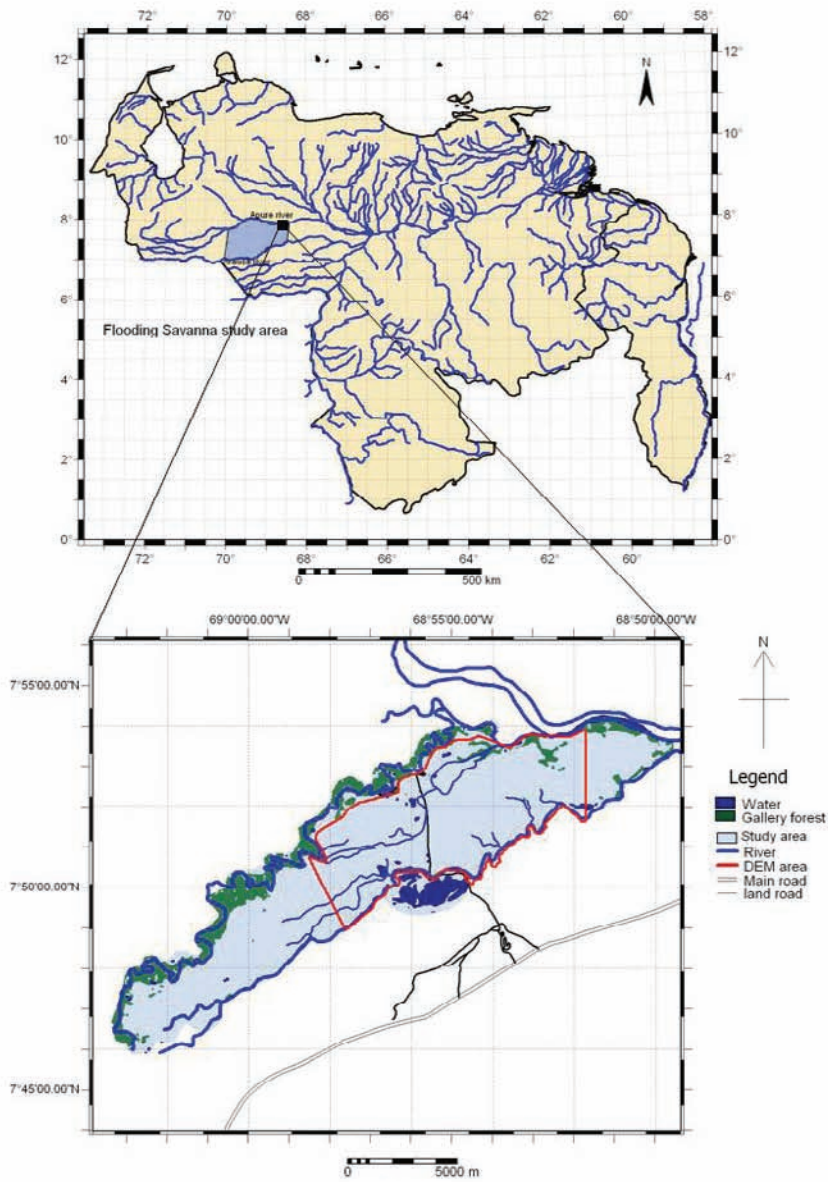 72° 70° 68° 66° 64° 62° 60° 58°
12° 12°
N
10° 10°
Apure river
8° 8°
6° 6°
Flooding Savanna study area
4° 4°
2° 2°
0° 0°
72° 70° 68° 66° 64° 62° 60°
0 500 km
69°00'00.00"W 68°55'00.00"W 68°50'00.00"W
N
7°55'00.00"N
Legend
Water
Gallery forest
Study area
River
DEM area
Main road
land road
7°50'00.00"N
7°45'00.00"N
0 5000 m